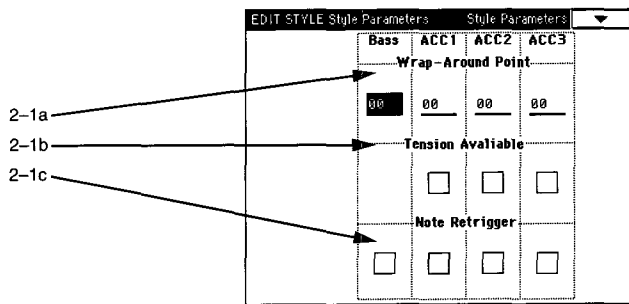 EDIT STYLE Style Parameters Style Parameters
Bass ACC1 ACC2 ACC3
Wrap-Around Point
2-1a
00 00 00 00
2-1b
Tension Avaliable
2-1c
Note Retrigger